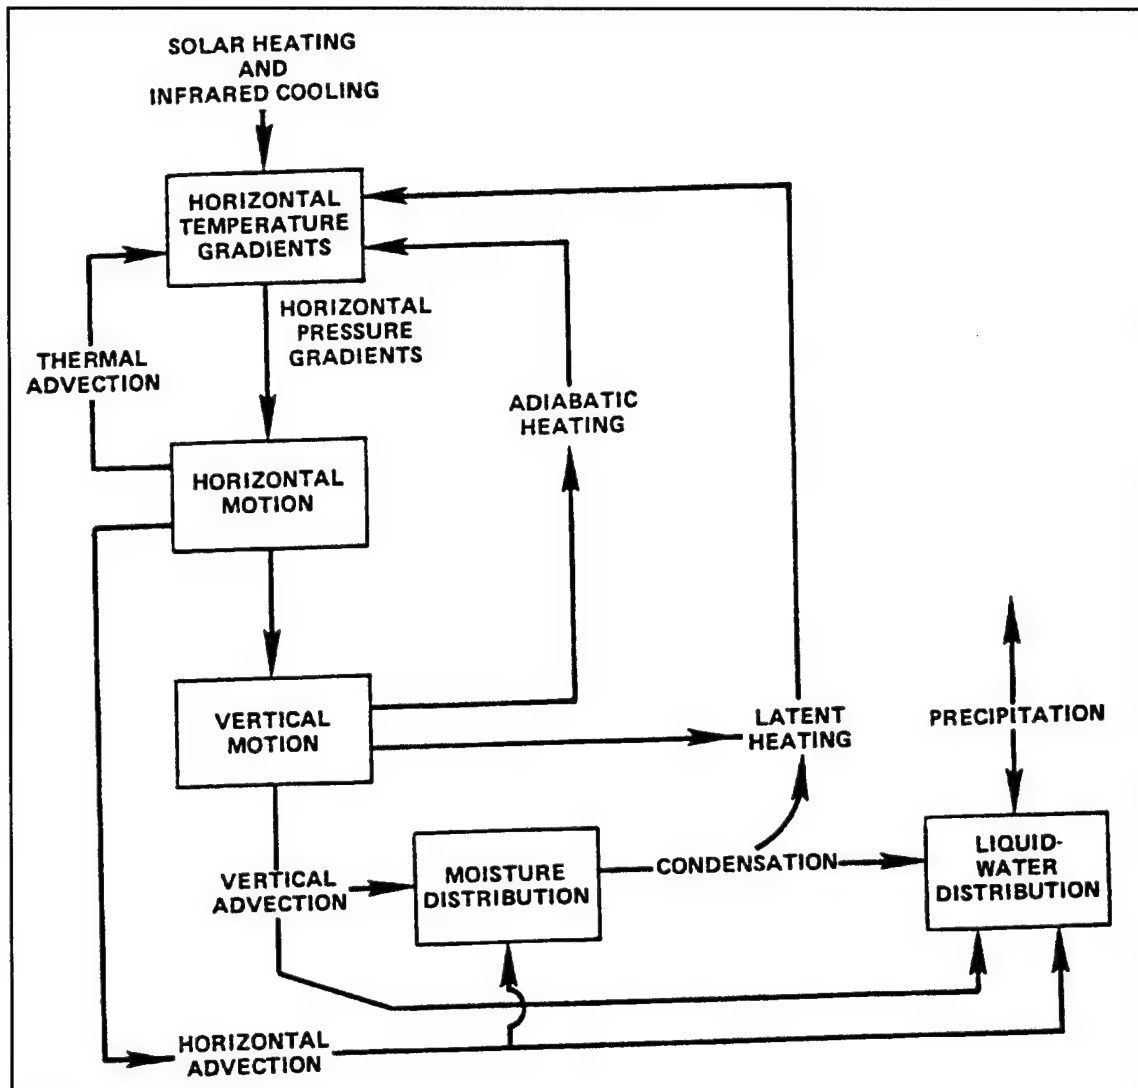 SOLAR HEATING
AND
INFRARED COOLING
HORIZONTAL
TEMPERATURE
GRADIENTS
HORIZONTAL
PRESSURE
GRADIENTS
THERMAL
ADVECTION
ADIABATIC
HEATING
HORIZONTAL
MOTION
VERTICAL
MOTION
LATENT
HEATING
PRECIPITATION
VERTICAL
ADVECTION
MOISTURE
DISTRIBUTION
CONDENSATION
LIQUID-
WATER
DISTRIBUTION
HORIZONTAL
ADVECTION